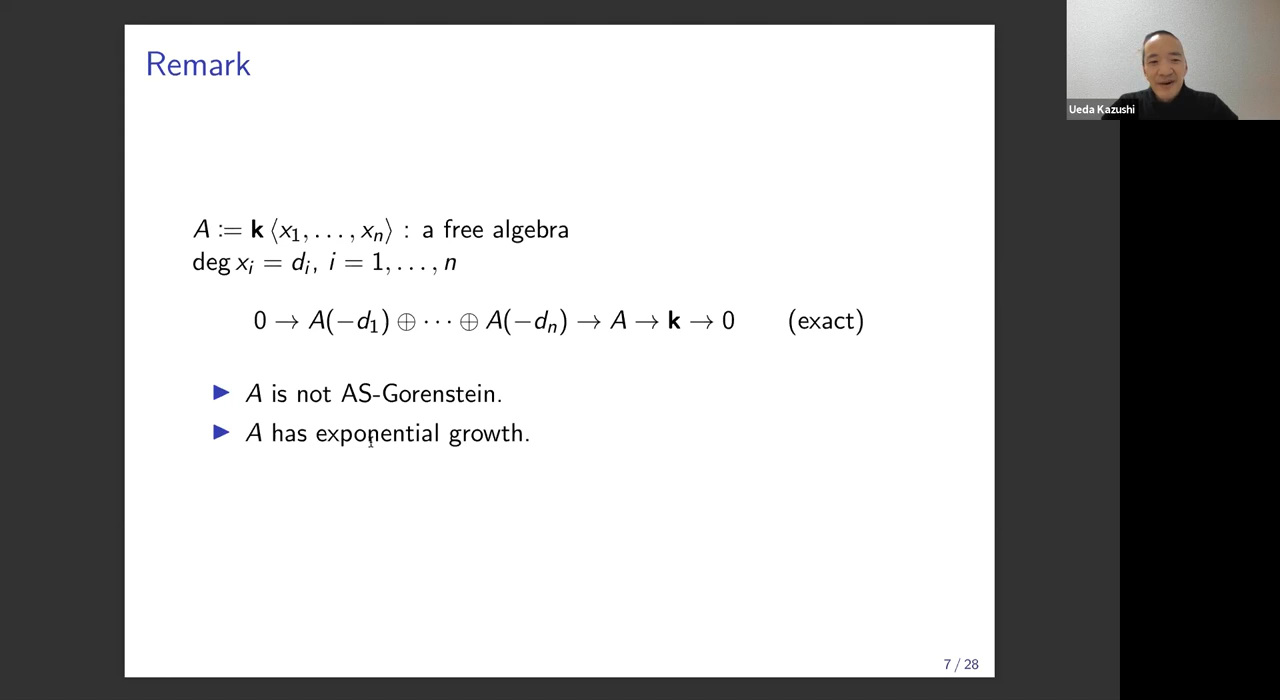 Remark
A := k ⟨x₁, . . . , xₙ⟩ : a free algebra
deg xᵢ = dᵢ, i = 1, . . . , n
0 → A(−d₁) ⊕ · · · ⊕ A(−dₙ) → A → k → 0 (exact)
▶ A is not AS-Gorenstein.
▶ A has exponential growth.
7 / 28
Ueda Kazushi